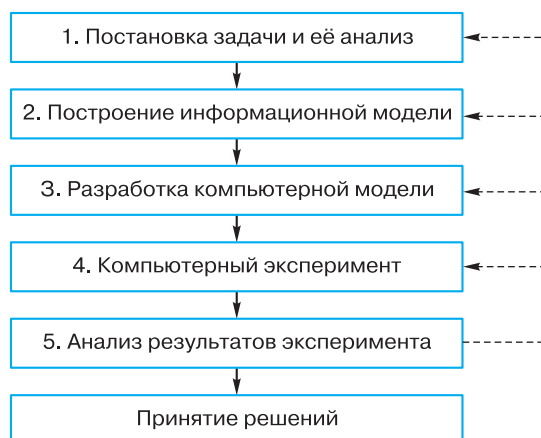 1. Постановка задачи и её анализ
2. Построение информационной модели
3. Разработка компьютерной модели
4. Компьютерный эксперимент
5. Анализ результатов эксперимента
Принятие решений